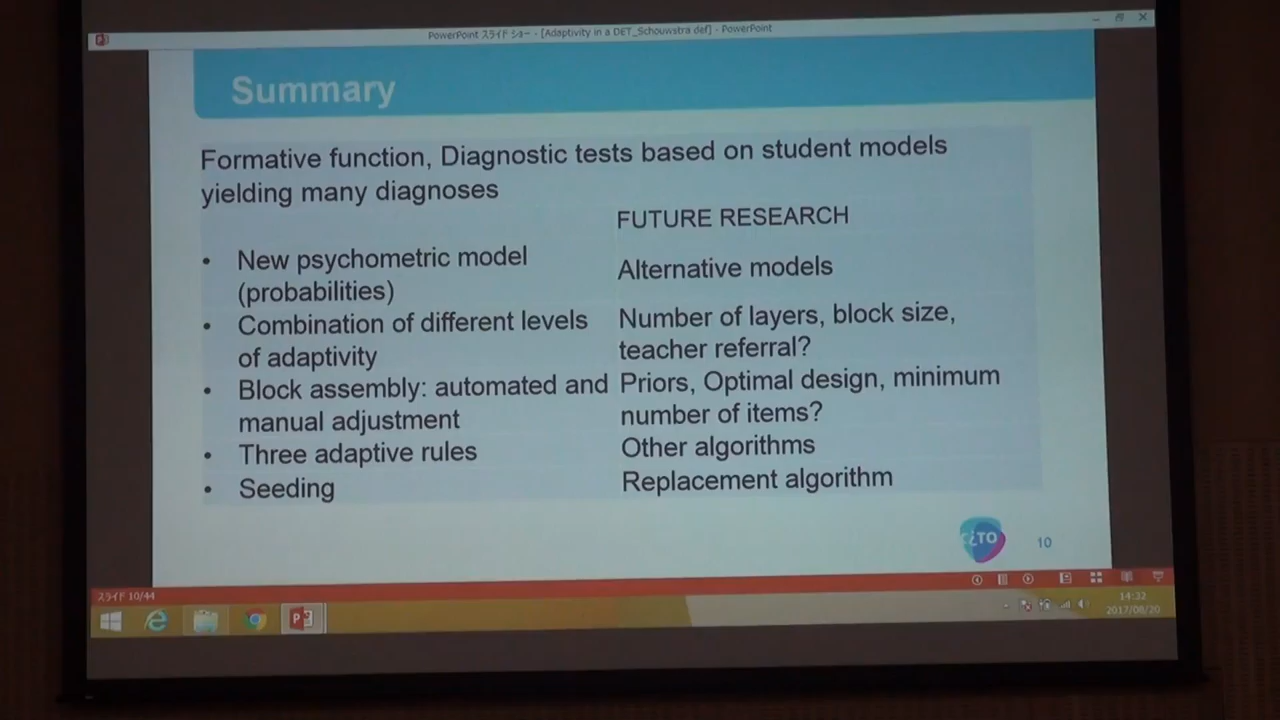 PowerPoint スライド ショー - [Adaptivity in a DET_Schouwstra def] - PowerPoint
Summary
Formative function, Diagnostic tests based on student models
yielding many diagnoses
FUTURE RESEARCH
• New psychometric model
(probabilities)
Alternative models
• Combination of different levels
of adaptivity
Number of layers, block size,
teacher referral?
• Block assembly: automated and
manual adjustment
Priors, Optimal design, minimum
number of items?
• Three adaptive rules
Other algorithms
• Seeding
Replacement algorithm
CITO
10
スライド 10/44
14:32
2017/08/20